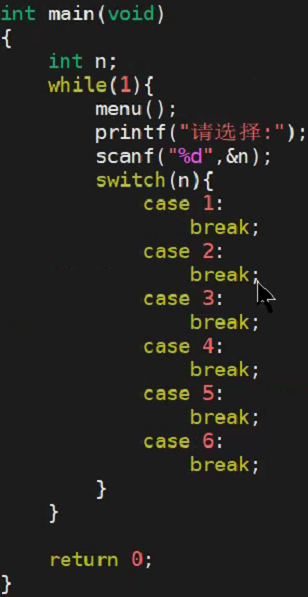 int main(void)
{
    int n;
    while(1){
        menu();
        printf("请选择:");
        scanf("%d",&n);
        switch(n){
            case 1:
                break;
            case 2:
                break;
            case 3:
                break;
            case 4:
                break;
            case 5:
                break;
            case 6:
                break;
        }
    }

    return 0;
}